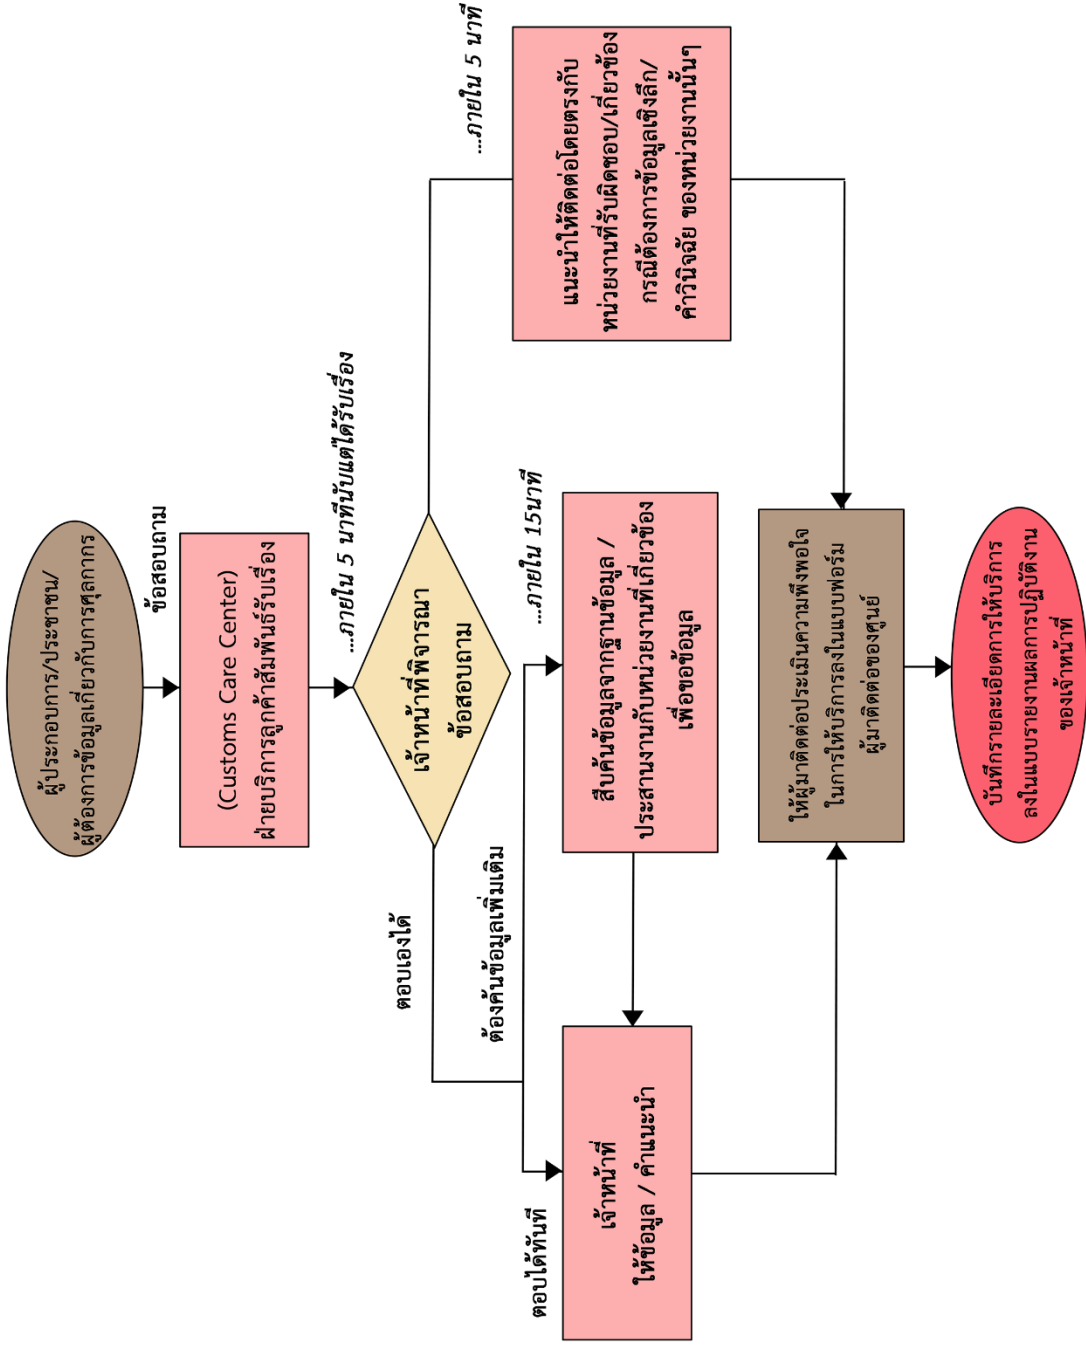 ผู้ประกอบการ/ประชาชน/
ผู้ต้องการข้อมูลเกี่ยวกับการศุลกากร
ข้อสอบถาม
(Customs Care Center)
ฝ่ายบริการลูกค้าสัมพันธ์รับเรื่อง
...ภายใน 5 นาทีนับแต่ได้รับเรื่อง
เจ้าหน้าที่พิจารณา
ข้อสอบถาม
ตอบเองได้
ต้องค้นข้อมูลเพิ่มเติม
ตอบได้ทันที
...ภายใน 15นาที
...ภายใน 5 นาที
เจ้าหน้าที่
ให้ข้อมูล / คำแนะนำ
สืบค้นข้อมูลจากฐานข้อมูล /
ประสานงานกับหน่วยงานที่เกี่ยวข้อง
เพื่อขอข้อมูล
แนะนำให้ติดต่อโดยตรงกับ
หน่วยงานที่รับผิดชอบ/เกี่ยวข้อง
กรณีต้องการข้อมูลเชิงลึก/
คำวินิจฉัย ของหน่วยงานนั้นๆ
ให้ผู้มาติดต่อประเมินความพึงพอใจ
ในการให้บริการลงในแบบฟอร์ม
ผู้มาติดต่อของศูนย์
บันทึกรายละเอียดการให้บริการ
ลงในแบบรายงานผลการปฏิบัติงาน
ของเจ้าหน้าที่